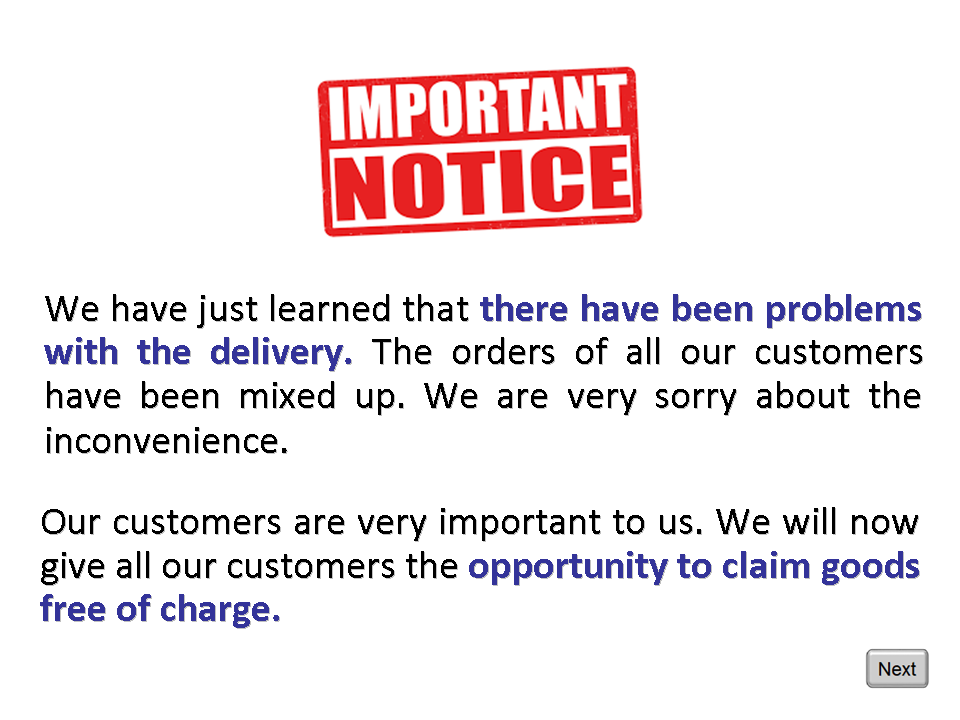 IMPORTANT
NOTICE
We have just learned that there have been problems
with the delivery. The orders of all our customers
have been mixed up. We are very sorry about the
inconvenience.
Our customers are very important to us. We will now
give all our customers the opportunity to claim goods
free of charge.
Next